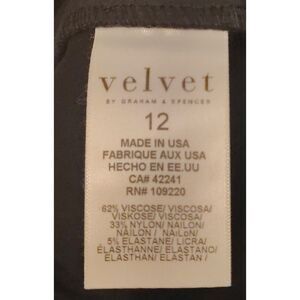 velvet
BY GRAHAM & SPENCER
12
MADE IN USA
FABRIQUE AUX USA
HECHO EN EE.UU
CA# 42241
RN# 109220
62% VISCOSE/ VISCOSA/
VISKOSE/ VISCOSA/
33% NYLON/ NAILON/
NAILON / NAILON/
5% ELASTANE/ LICRA/
ÉLASTHANNE/ ELASTANO/
ELASTHAN/ ELASTAN /